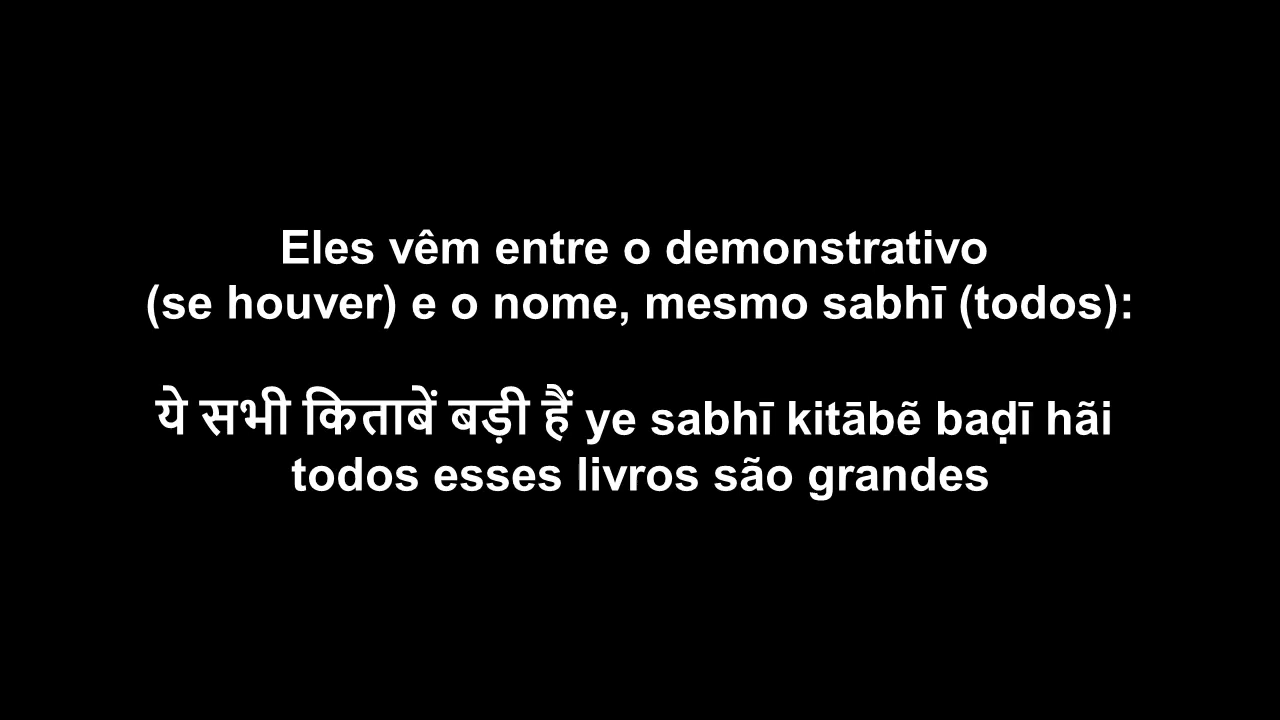 Eles vêm entre o demonstrativo
(se houver) e o nome, mesmo sabhī (todos):
ये सभी किताबें बड़ी हैं ye sabhī kitābẽ baḍī hãi
todos esses livros são grandes